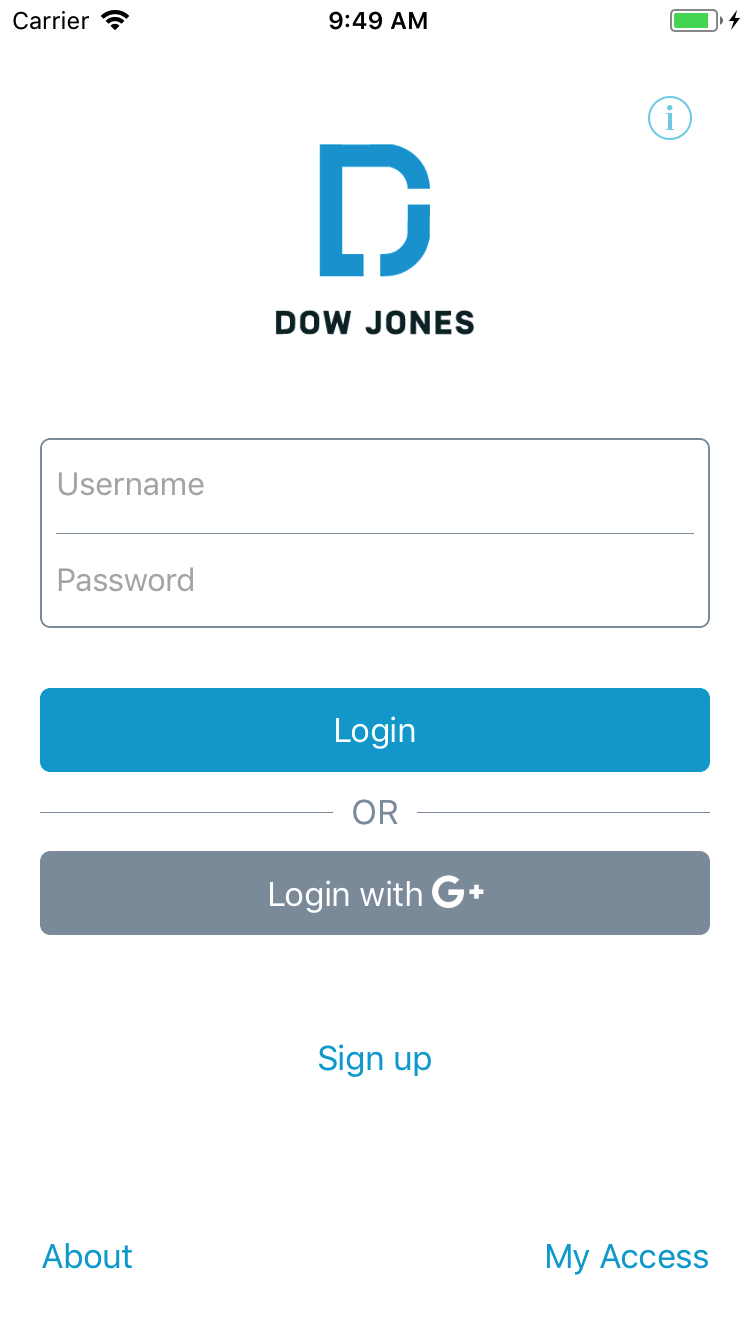 Carrier 9:49 AM
i
DOW JONES
Username
Password
Login
OR
Login with G+
Sign up
About My Access